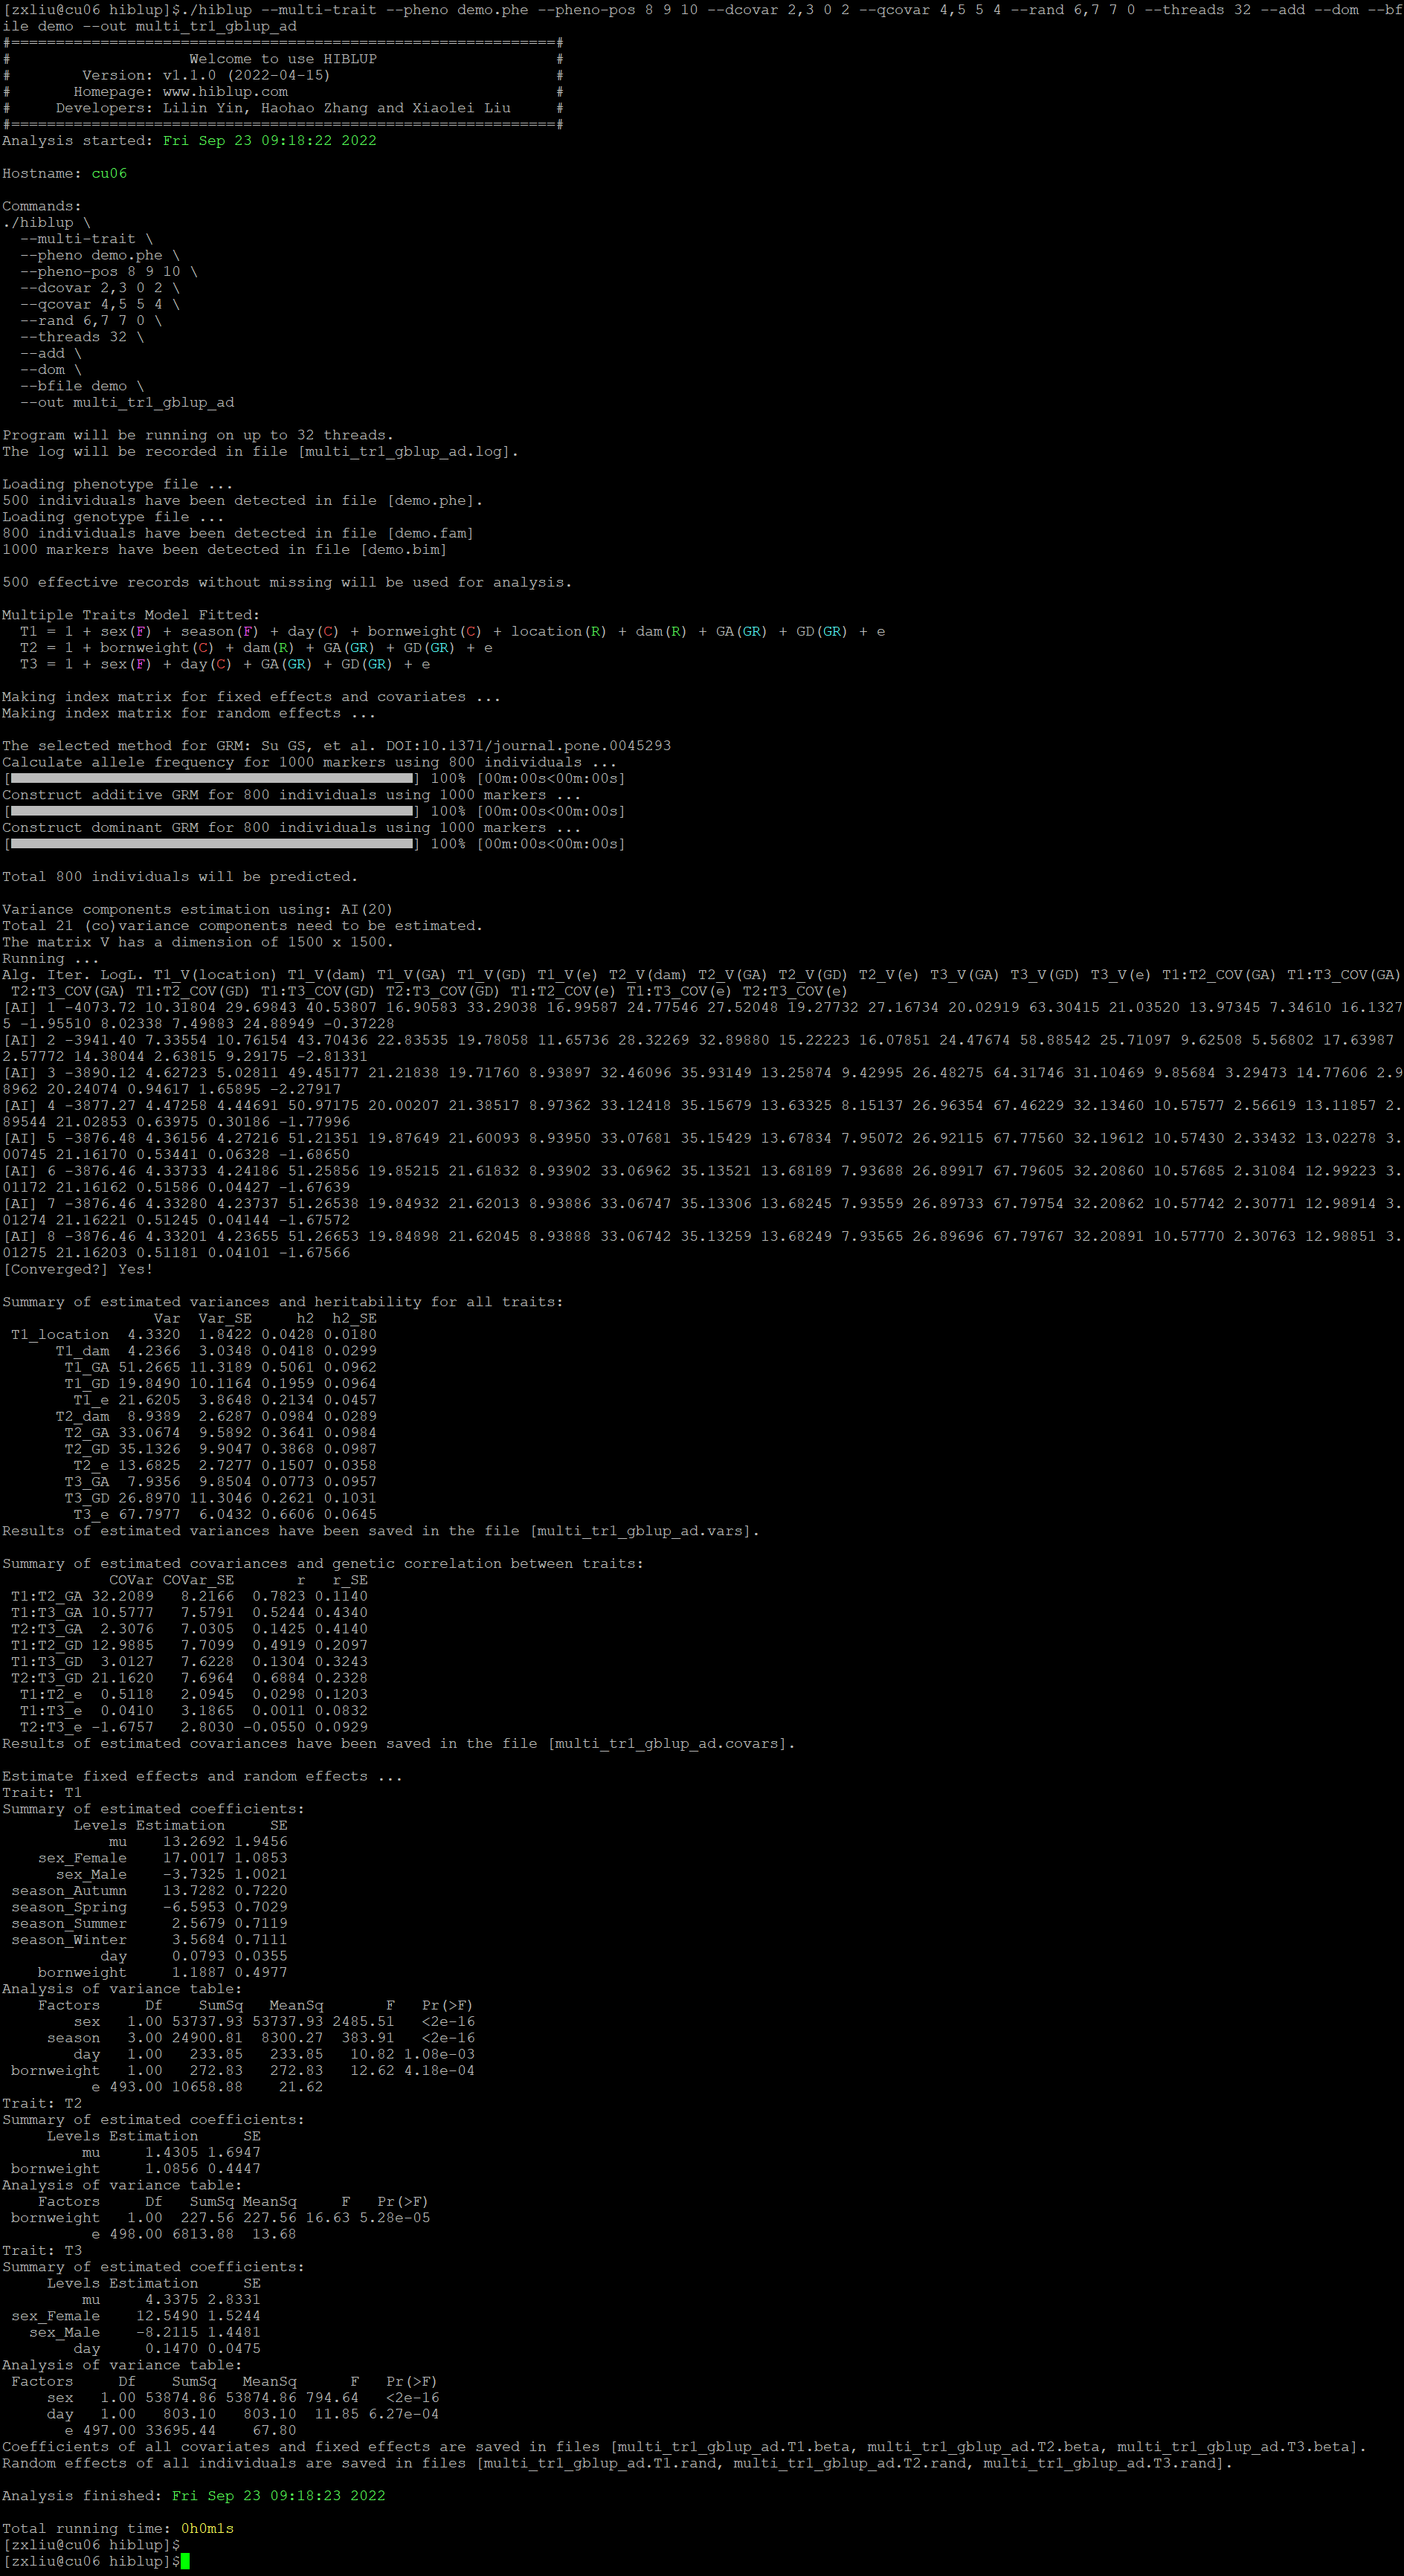 [zxliu@cu06 hiblup]$./hiblup --multi-trait --pheno demo.phe --pheno-pos 8 9 10 --dcovar 2,3 0 2 --qcovar 4,5 5 4 --rand 6,7 7 0 --threads 32 --add --dom --bf
ile demo --out multi_tr1_gblup_ad
#=============================================================#
#                    Welcome to use HIBLUP                    #
#        Version: v1.1.0 (2022-04-15)                         #
#       Homepage: www.hiblup.com                              #
#     Developers: Lilin Yin, Haohao Zhang and Xiaolei Liu     #
#=============================================================#
Analysis started: Fri Sep 23 09:18:22 2022

Hostname: cu06

Commands:
./hiblup \
  --multi-trait \
  --pheno demo.phe \
  --pheno-pos 8 9 10 \
  --dcovar 2,3 0 2 \
  --qcovar 4,5 5 4 \
  --rand 6,7 7 0 \
  --threads 32 \
  --add \
  --dom \
  --bfile demo \
  --out multi_tr1_gblup_ad

Program will be running on up to 32 threads.
The log will be recorded in file [multi_tr1_gblup_ad.log].

Loading phenotype file ...
500 individuals have been detected in file [demo.phe].
Loading genotype file ...
800 individuals have been detected in file [demo.fam]
1000 markers have been detected in file [demo.bim]

500 effective records without missing will be used for analysis.

Multiple Traits Model Fitted:
  T1 = 1 + sex(F) + season(F) + day(C) + bornweight(C) + location(R) + dam(R) + GA(GR) + GD(GR) + e
  T2 = 1 + bornweight(C) + dam(R) + GA(GR) + GD(GR) + e
  T3 = 1 + sex(F) + day(C) + GA(GR) + GD(GR) + e

Making index matrix for fixed effects and covariates ...
Making index matrix for random effects ...

The selected method for GRM: Su GS, et al. DOI:10.1371/journal.pone.0045293
Calculate allele frequency for 1000 markers using 800 individuals ...
[] 100% [00m:00s<00m:00s]
Construct additive GRM for 800 individuals using 1000 markers ...
[] 100% [00m:00s<00m:00s]
Construct dominant GRM for 800 individuals using 1000 markers ...
[] 100% [00m:00s<00m:00s]

Total 800 individuals will be predicted.

Variance components estimation using: AI(20)
Total 21 (co)variance components need to be estimated.
The matrix V has a dimension of 1500 x 1500.
Running ...
Alg. Iter. LogL. T1_V(location) T1_V(dam) T1_V(GA) T1_V(GD) T1_V(e) T2_V(dam) T2_V(GA) T2_V(GD) T2_V(e) T3_V(GA) T3_V(GD) T3_V(e) T1:T2_COV(GA) T1:T3_COV(GA)
 T2:T3_COV(GA) T1:T2_COV(GD) T1:T3_COV(GD) T2:T3_COV(GD) T1:T2_COV(e) T1:T3_COV(e) T2:T3_COV(e)
[AI] 1 -4073.72 10.31804 29.69843 40.53807 16.90583 33.29038 16.99587 24.77546 27.52048 19.27732 27.16734 20.02919 63.30415 21.03520 13.97345 7.34610 16.1327
5 -1.95510 8.02338 7.49883 24.88949 -0.37228
[AI] 2 -3941.40 7.33554 10.76154 43.70436 22.83535 19.78058 11.65736 28.32269 32.89880 15.22223 16.07851 24.47674 58.88542 25.71097 9.62508 5.56802 17.63987 
2.57772 14.38044 2.63815 9.29175 -2.81331
[AI] 3 -3890.12 4.62723 5.02811 49.45177 21.21838 19.71760 8.93897 32.46096 35.93149 13.25874 9.42995 26.48275 64.31746 31.10469 9.85684 3.29473 14.77606 2.9
8962 20.24074 0.94617 1.65895 -2.27917
[AI] 4 -3877.27 4.47258 4.44691 50.97175 20.00207 21.38517 8.97362 33.12418 35.15679 13.63325 8.15137 26.96354 67.46229 32.13460 10.57577 2.56619 13.11857 2.
89544 21.02853 0.63975 0.30186 -1.77996
[AI] 5 -3876.48 4.36156 4.27216 51.21351 19.87649 21.60093 8.93950 33.07681 35.15429 13.67834 7.95072 26.92115 67.77560 32.19612 10.57430 2.33432 13.02278 3.
00745 21.16170 0.53441 0.06328 -1.68650
[AI] 6 -3876.46 4.33733 4.24186 51.25856 19.85215 21.61832 8.93902 33.06962 35.13521 13.68189 7.93688 26.89917 67.79605 32.20860 10.57685 2.31084 12.99223 3.
01172 21.16162 0.51586 0.04427 -1.67639
[AI] 7 -3876.46 4.33280 4.23737 51.26538 19.84932 21.62013 8.93886 33.06747 35.13306 13.68245 7.93559 26.89733 67.79754 32.20862 10.57742 2.30771 12.98914 3.
01274 21.16221 0.51245 0.04144 -1.67572
[AI] 8 -3876.46 4.33201 4.23655 51.26653 19.84898 21.62045 8.93888 33.06742 35.13259 13.68249 7.93565 26.89696 67.79767 32.20891 10.57770 2.30763 12.98851 3.
01275 21.16203 0.51181 0.04101 -1.67566
[Converged?] Yes!

Summary of estimated variances and heritability for all traits:
                 Var  Var_SE     h2  h2_SE
 T1_location  4.3320  1.8422 0.0428 0.0180
      T1_dam  4.2366  3.0348 0.0418 0.0299
       T1_GA 51.2665 11.3189 0.5061 0.0962
       T1_GD 19.8490 10.1164 0.1959 0.0964
        T1_e 21.6205  3.8648 0.2134 0.0457
      T2_dam  8.9389  2.6287 0.0984 0.0289
       T2_GA 33.0674  9.5892 0.3641 0.0984
       T2_GD 35.1326  9.9047 0.3868 0.0987
        T2_e 13.6825  2.7277 0.1507 0.0358
       T3_GA  7.9356  9.8504 0.0773 0.0957
       T3_GD 26.8970 11.3046 0.2621 0.1031
        T3_e 67.7977  6.0432 0.6606 0.0645
Results of estimated variances have been saved in the file [multi_tr1_gblup_ad.vars].

Summary of estimated covariances and genetic correlation between traits:
            COVar COVar_SE       r   r_SE
 T1:T2_GA 32.2089   8.2166  0.7823 0.1140
 T1:T3_GA 10.5777   7.5791  0.5244 0.4340
 T2:T3_GA  2.3076   7.0305  0.1425 0.4140
 T1:T2_GD 12.9885   7.7099  0.4919 0.2097
 T1:T3_GD  3.0127   7.6228  0.1304 0.3243
 T2:T3_GD 21.1620   7.6964  0.6884 0.2328
  T1:T2_e  0.5118   2.0945  0.0298 0.1203
  T1:T3_e  0.0410   3.1865  0.0011 0.0832
  T2:T3_e -1.6757   2.8030 -0.0550 0.0929
Results of estimated covariances have been saved in the file [multi_tr1_gblup_ad.covars].

Estimate fixed effects and random effects ...
Trait: T1
Summary of estimated coefficients:
        Levels Estimation     SE
            mu    13.2692 1.9456
    sex_Female    17.0017 1.0853
      sex_Male    -3.7325 1.0021
 season_Autumn    13.7282 0.7220
 season_Spring    -6.5953 0.7029
 season_Summer     2.5679 0.7119
 season_Winter     3.5684 0.7111
           day     0.0793 0.0355
    bornweight     1.1887 0.4977
Analysis of variance table:
    Factors     Df    SumSq   MeanSq       F   Pr(>F)
        sex   1.00 53737.93 53737.93 2485.51   <2e-16
     season   3.00 24900.81  8300.27  383.91   <2e-16
        day   1.00   233.85   233.85   10.82 1.08e-03
 bornweight   1.00   272.83   272.83   12.62 4.18e-04
          e 493.00 10658.88    21.62
Trait: T2
Summary of estimated coefficients:
     Levels Estimation     SE
         mu     1.4305 1.6947
 bornweight     1.0856 0.4447
Analysis of variance table:
    Factors     Df   SumSq MeanSq     F   Pr(>F)
 bornweight   1.00  227.56 227.56 16.63 5.28e-05
          e 498.00 6813.88  13.68
Trait: T3
Summary of estimated coefficients:
     Levels Estimation     SE
         mu     4.3375 2.8331
 sex_Female    12.5490 1.5244
   sex_Male    -8.2115 1.4481
        day     0.1470 0.0475
Analysis of variance table:
 Factors     Df    SumSq   MeanSq      F   Pr(>F)
     sex   1.00 53874.86 53874.86 794.64   <2e-16
     day   1.00   803.10   803.10  11.85 6.27e-04
       e 497.00 33695.44    67.80
Coefficients of all covariates and fixed effects are saved in files [multi_tr1_gblup_ad.T1.beta, multi_tr1_gblup_ad.T2.beta, multi_tr1_gblup_ad.T3.beta].
Random effects of all individuals are saved in files [multi_tr1_gblup_ad.T1.rand, multi_tr1_gblup_ad.T2.rand, multi_tr1_gblup_ad.T3.rand].

Analysis finished: Fri Sep 23 09:18:23 2022

Total running time: 0h0m1s
[zxliu@cu06 hiblup]$
[zxliu@cu06 hiblup]$